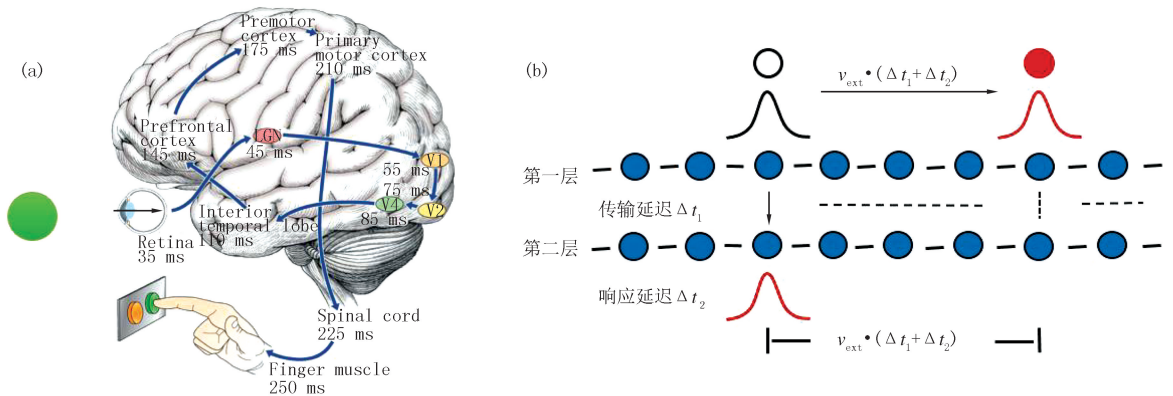 (a)
Premotor
cortex
175 ms
Primary
motor cortex
210 ms
Prefrontal
cortex
145 ms
LGN
45 ms
V1
55 ms
75 ms
V4
V2
85 ms
Interior
temporal lobe
110 ms
Retina
35 ms
Spinal cord
225 ms
Finger muscle
250 ms
(b)
vext•(Δt1+Δt2)
第一层
传输延迟Δt1
第二层
响应延迟Δt2
vext•(Δt1+Δt2)